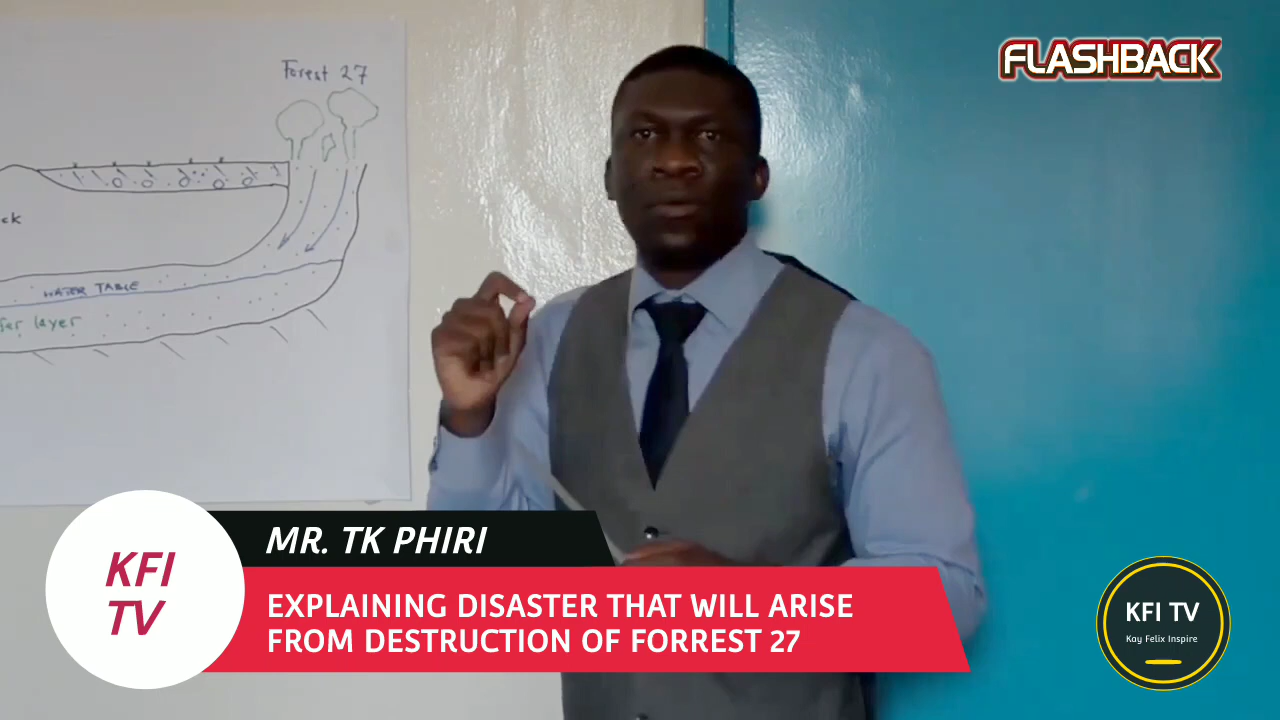 Forest 27
FLASHBACK
ck
WATER TABLE
fer layer
MR. TK PHIRI
KFI
TV
EXPLAINING DISASTER THAT WILL ARISE
FROM DESTRUCTION OF FORREST 27
KFI TV
Kay Felix Inspire